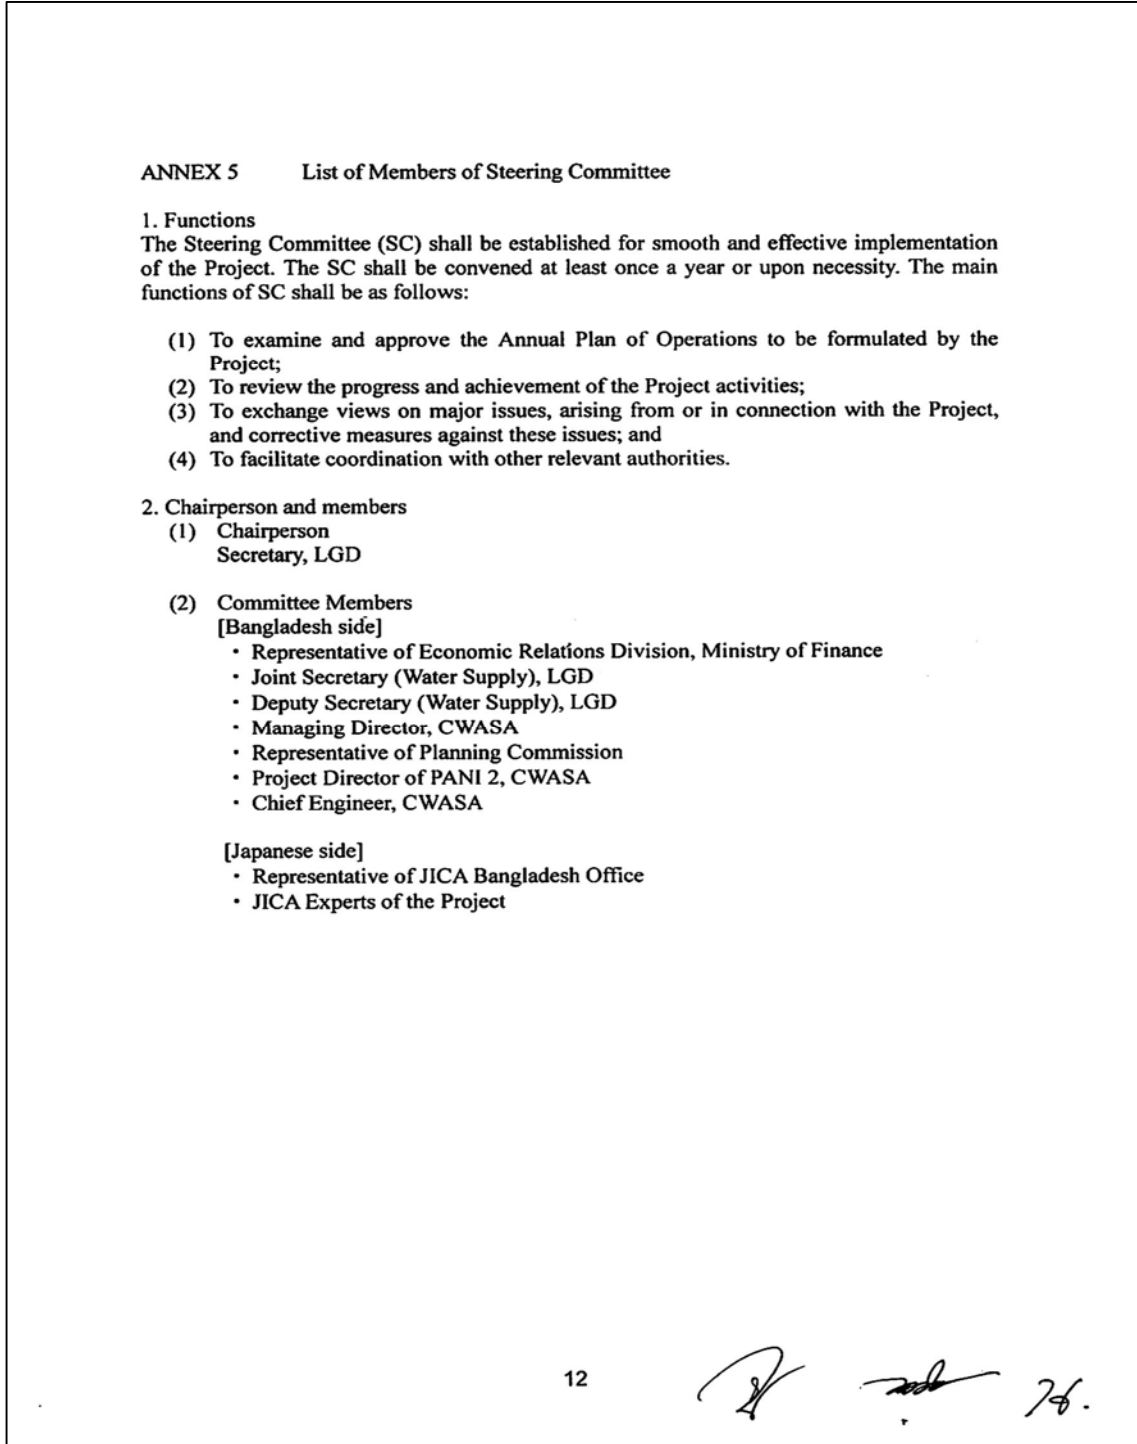 ANNEX 5 List of Members of Steering Committee
1. Functions
The Steering Committee (SC) shall be established for smooth and effective implementation
of the Project. The SC shall be convened at least once a year or upon necessity. The main
functions of SC shall be as follows:
(1) To examine and approve the Annual Plan of Operations to be formulated by the
Project;
(2) To review the progress and achievement of the Project activities;
(3) To exchange views on major issues, arising from or in connection with the Project,
and corrective measures against these issues; and
(4) To facilitate coordination with other relevant authorities.
2. Chairperson and members
(1) Chairperson
Secretary, LGD
(2) Committee Members
[Bangladesh side]
・ Representative of Economic Relations Division, Ministry of Finance
・ Joint Secretary (Water Supply), LGD
・ Deputy Secretary (Water Supply), LGD
・ Managing Director, CWASA
・ Representative of Planning Commission
・ Project Director of PANI 2, CWASA
・ Chief Engineer, CWASA
[Japanese side]
・ Representative of JICA Bangladesh Office
・ JICA Experts of the Project
12